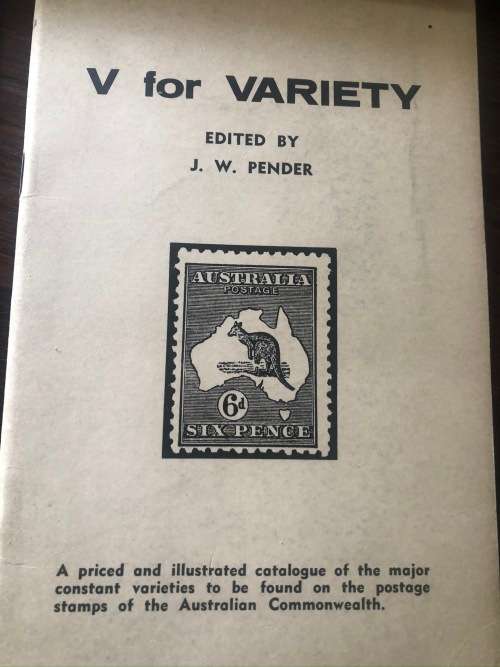 V for VARIETY
EDITED BY
J. W. PENDER
AUSTRALIA
POSTAGE
6d
SIX PENCE
A priced and illustrated catalogue of the major
constant varieties to be found on the postage
stamps of the Australian Commonwealth.